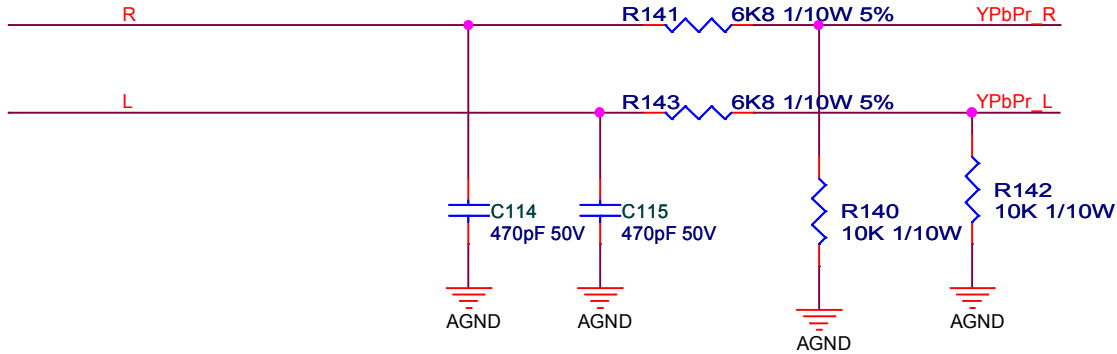 R R141 6K8 1/10W 5% YPbPr_R
L R143 6K8 1/10W 5% YPbPr_L
C114
470pF 50V
C115
470pF 50V
R140
10K 1/10W
R142
10K 1/10W
AGND
AGND
AGND
AGND